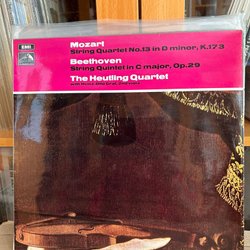 EMI
Mozart
String Quartet No.13 in D minor, K.173
Beethoven
String Quintet in C major, Op.29
The Heutling Quartet